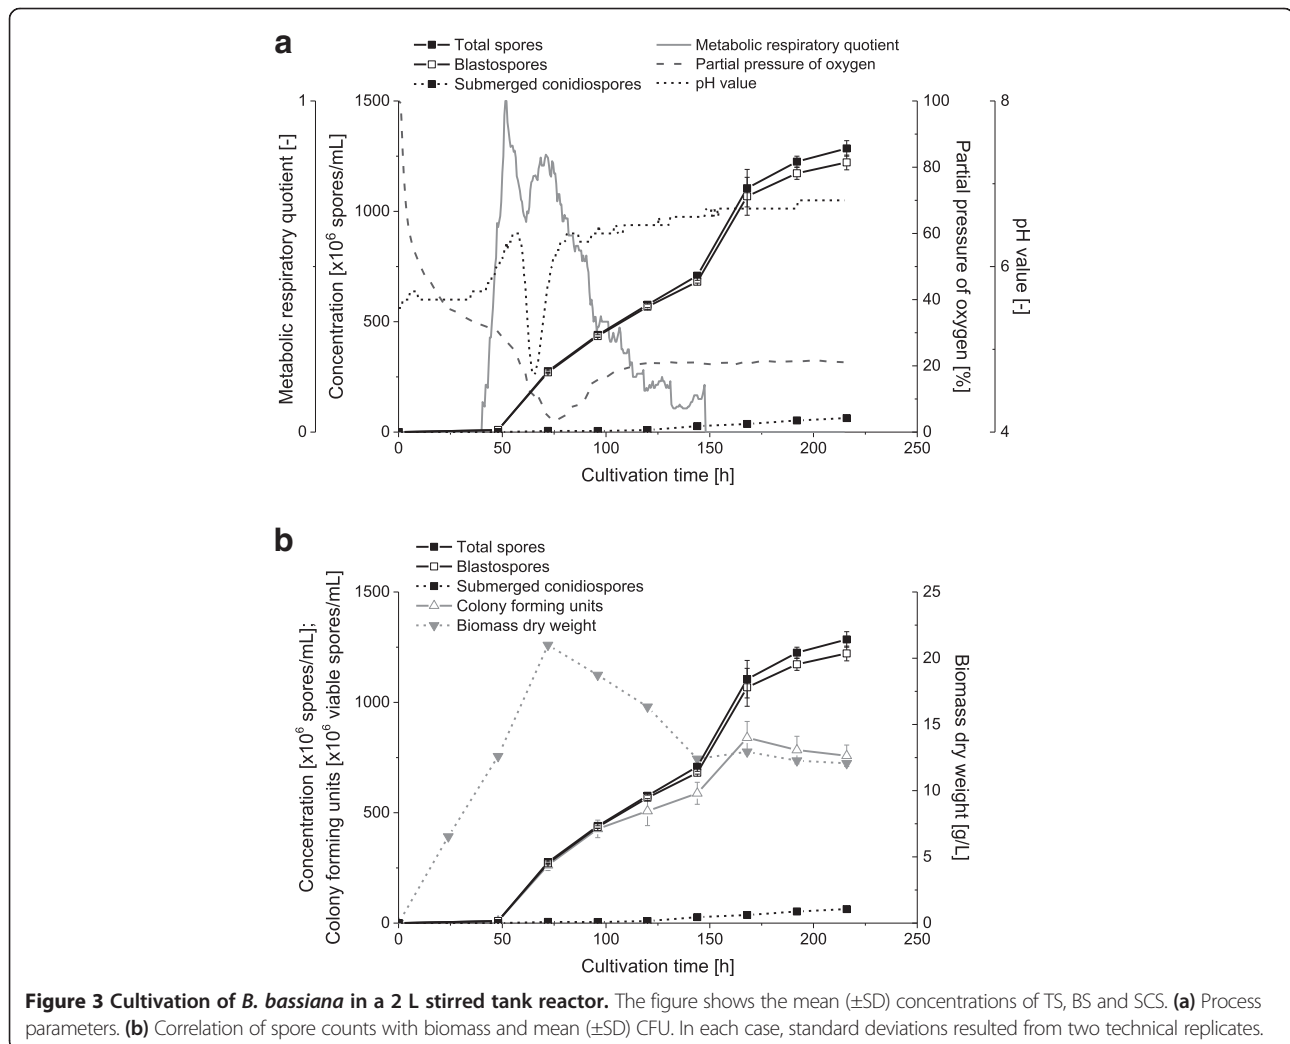 a
Total spores
Blastospores
Submerged conidiospores
Metabolic respiratory quotient
Partial pressure of oxygen
pH value
1
0
Metabolic respiratory quotient [-]
1500
1000
500
0
Concentration [x10⁶ spores/mL]
100
80
60
40
20
0
Partial pressure of oxygen [%]
8
6
4
pH value [-]
0 50 100 150 200 250
Cultivation time [h]
b
Total spores
Blastospores
Submerged conidiospores
Colony forming units
Biomass dry weight
1500
1000
500
0
Concentration [x10⁶ spores/mL];
Colony forming units [x10⁶ viable spores/mL]
25
20
15
10
5
0
Biomass dry weight [g/L]
0 50 100 150 200 250
Cultivation time [h]
Figure 3 Cultivation of B. bassiana in a 2 L stirred tank reactor. The figure shows the mean (±SD) concentrations of TS, BS and SCS. (a) Process
parameters. (b) Correlation of spore counts with biomass and mean (±SD) CFU. In each case, standard deviations resulted from two technical replicates.